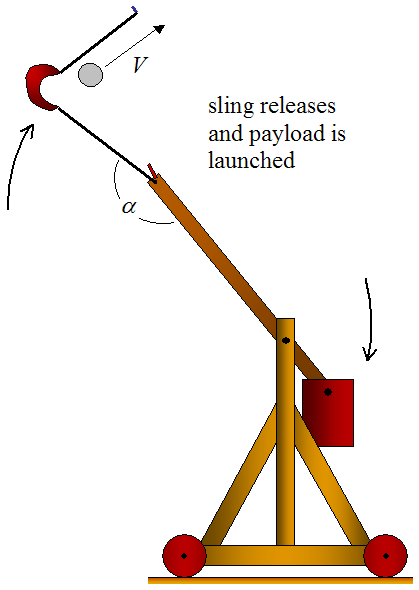 V
sling releases
and payload is
launched
α